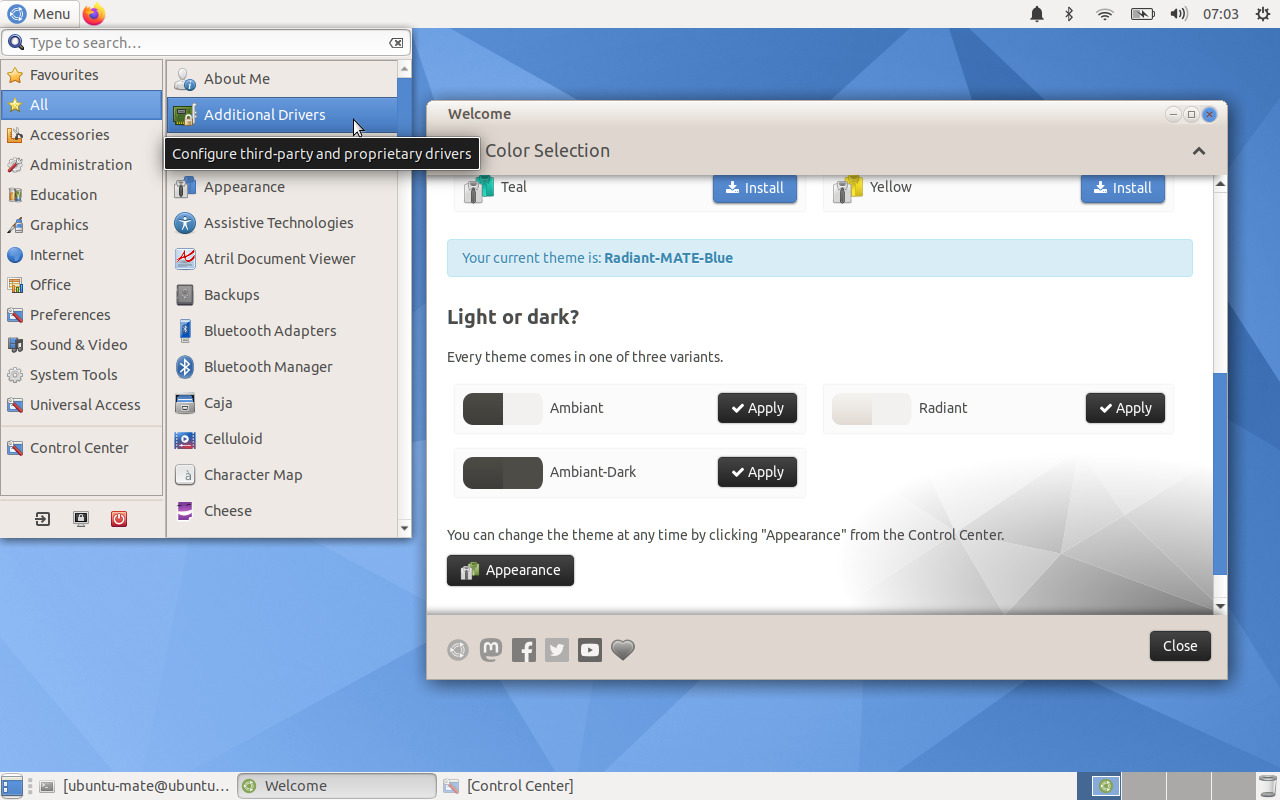 Menu
07:03
Type to search…
Favourites
All
Accessories
Administration
Education
Graphics
Internet
Office
Preferences
Sound & Video
System Tools
Universal Access
Control Center
About Me
Additional Drivers
Configure third-party and proprietary drivers
Appearance
Assistive Technologies
Atril Document Viewer
Backups
Bluetooth Adapters
Bluetooth Manager
Caja
Celluloid
Character Map
Cheese
Welcome
Color Selection
Teal Install Yellow Install
Your current theme is: Radiant-MATE-Blue
Light or dark?
Every theme comes in one of three variants.
Ambiant Apply Radiant Apply
Ambiant-Dark Apply
You can change the theme at any time by clicking "Appearance" from the Control Center.
Appearance
Close
[ubuntu-mate@ubuntu… Welcome [Control Center]